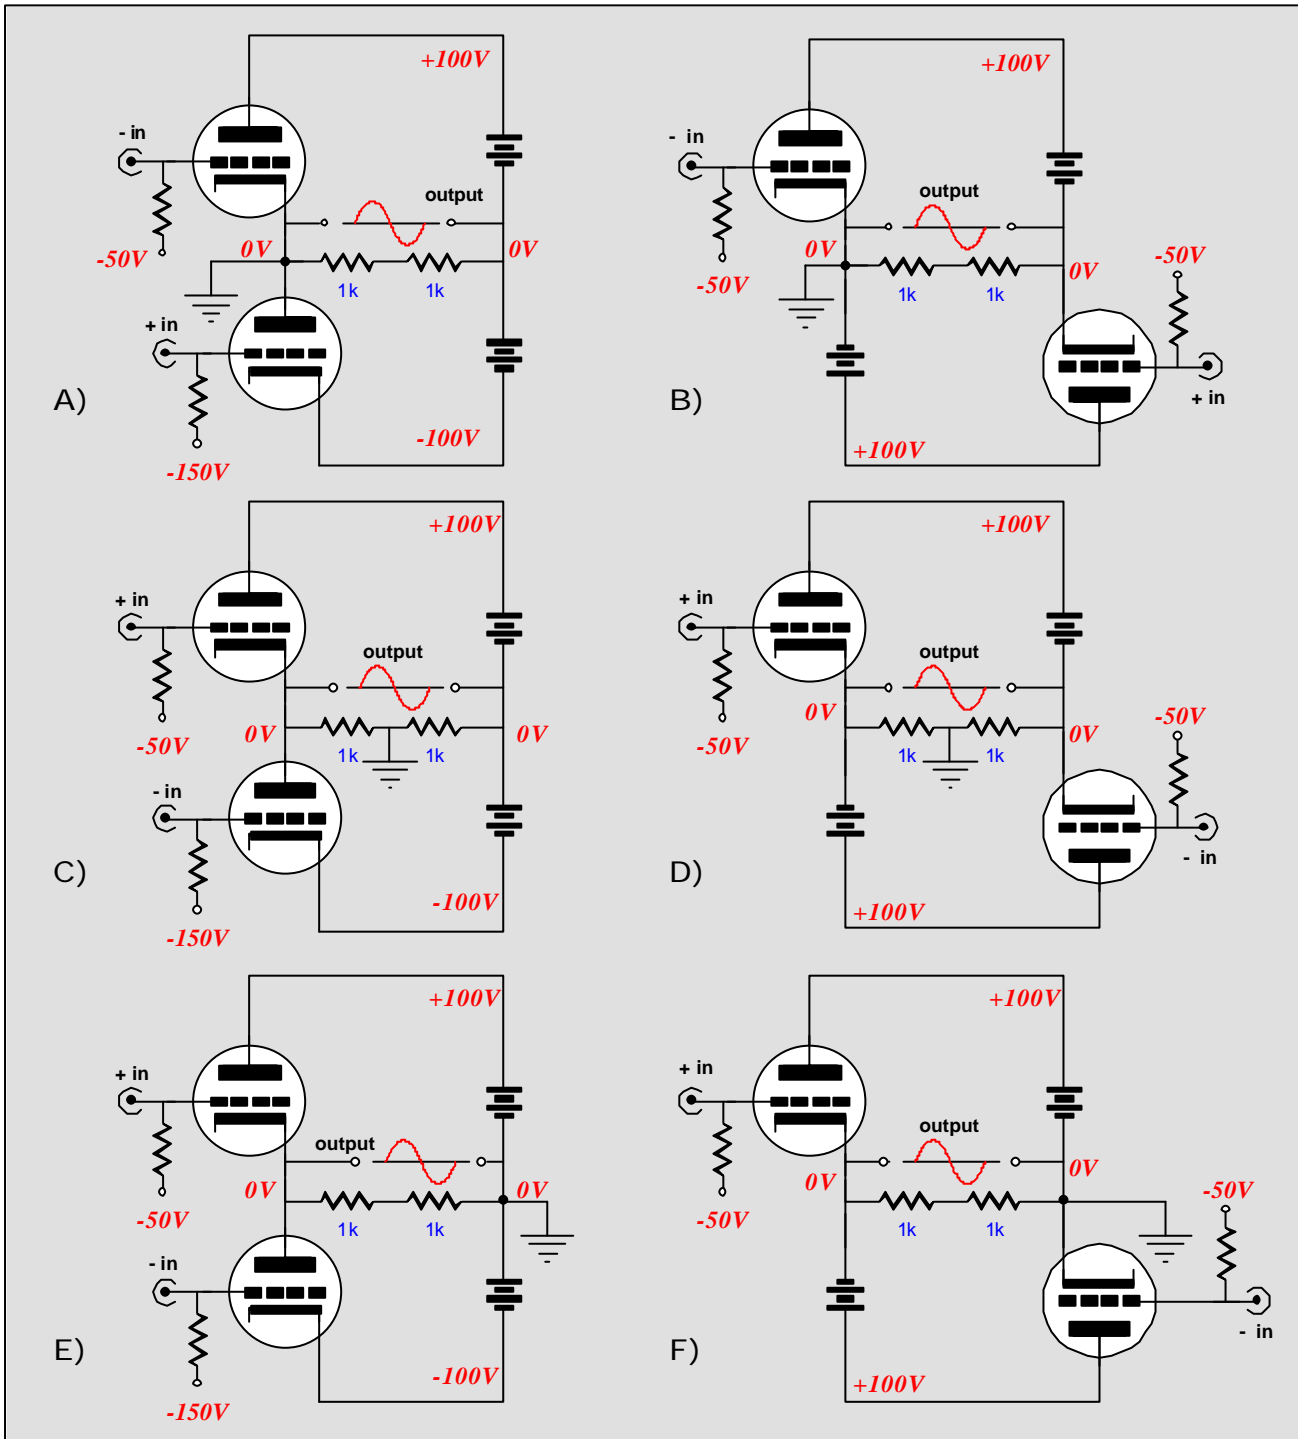 +100V
- in
output
-50V
0V
0V
1k
1k
+ in
A)
-100V
-150V
+100V
- in
output
-50V
0V
0V
-50V
1k
1k
B)
+ in
+100V
+100V
+ in
output
-50V
0V
0V
1k
1k
- in
C)
-100V
-150V
+100V
+ in
output
-50V
0V
0V
-50V
1k
1k
D)
- in
+100V
+100V
+ in
output
-50V
0V
0V
1k
1k
- in
E)
-100V
-150V
+100V
+ in
output
-50V
0V
0V
-50V
1k
1k
F)
- in
+100V